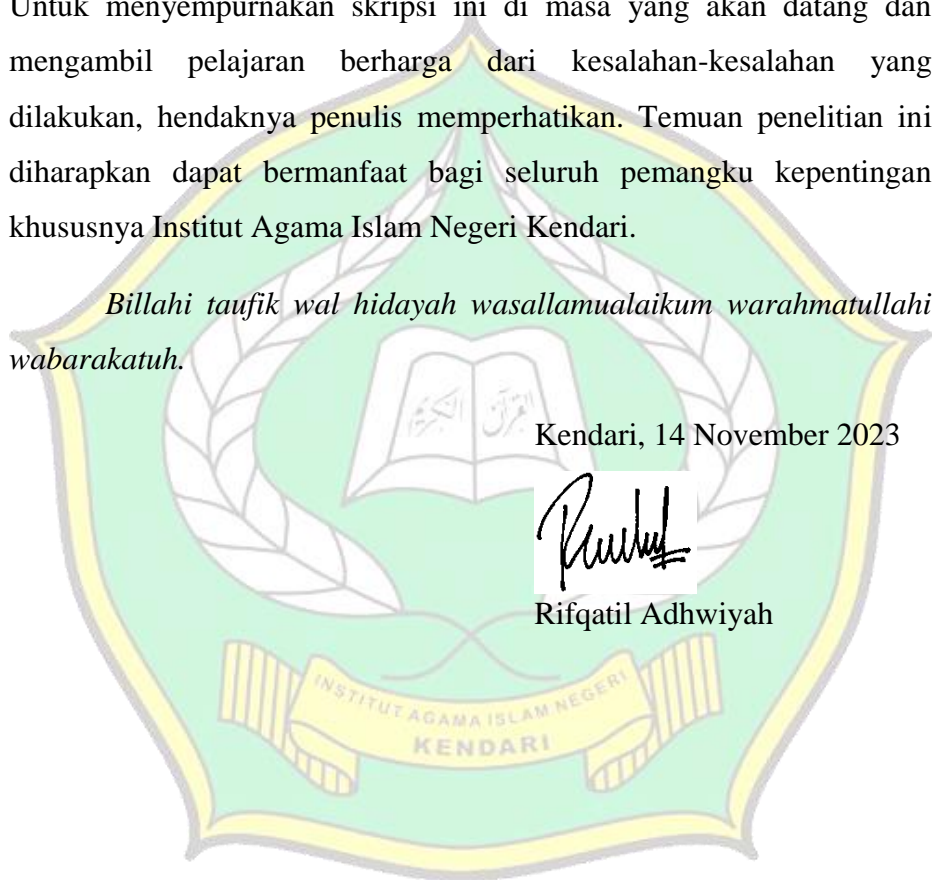 Untuk menyempurnakan skripsi ini di masa yang akan datang dan
mengambil pelajaran berharga dari kesalahan-kesalahan yang
dilakukan, hendaknya penulis memperhatikan. Temuan penelitian ini
diharapkan dapat bermanfaat bagi seluruh pemangku kepentingan
khususnya Institut Agama Islam Negeri Kendari.
Billahi taufik wal hidayah wasallamualaikum warahmatullahi
wabarakatuh.
القرآن الكريم
Kendari, 14 November 2023
Rifqatil Adhwiyah
INSTITUT AGAMA ISLAM NEGERI
KENDARI